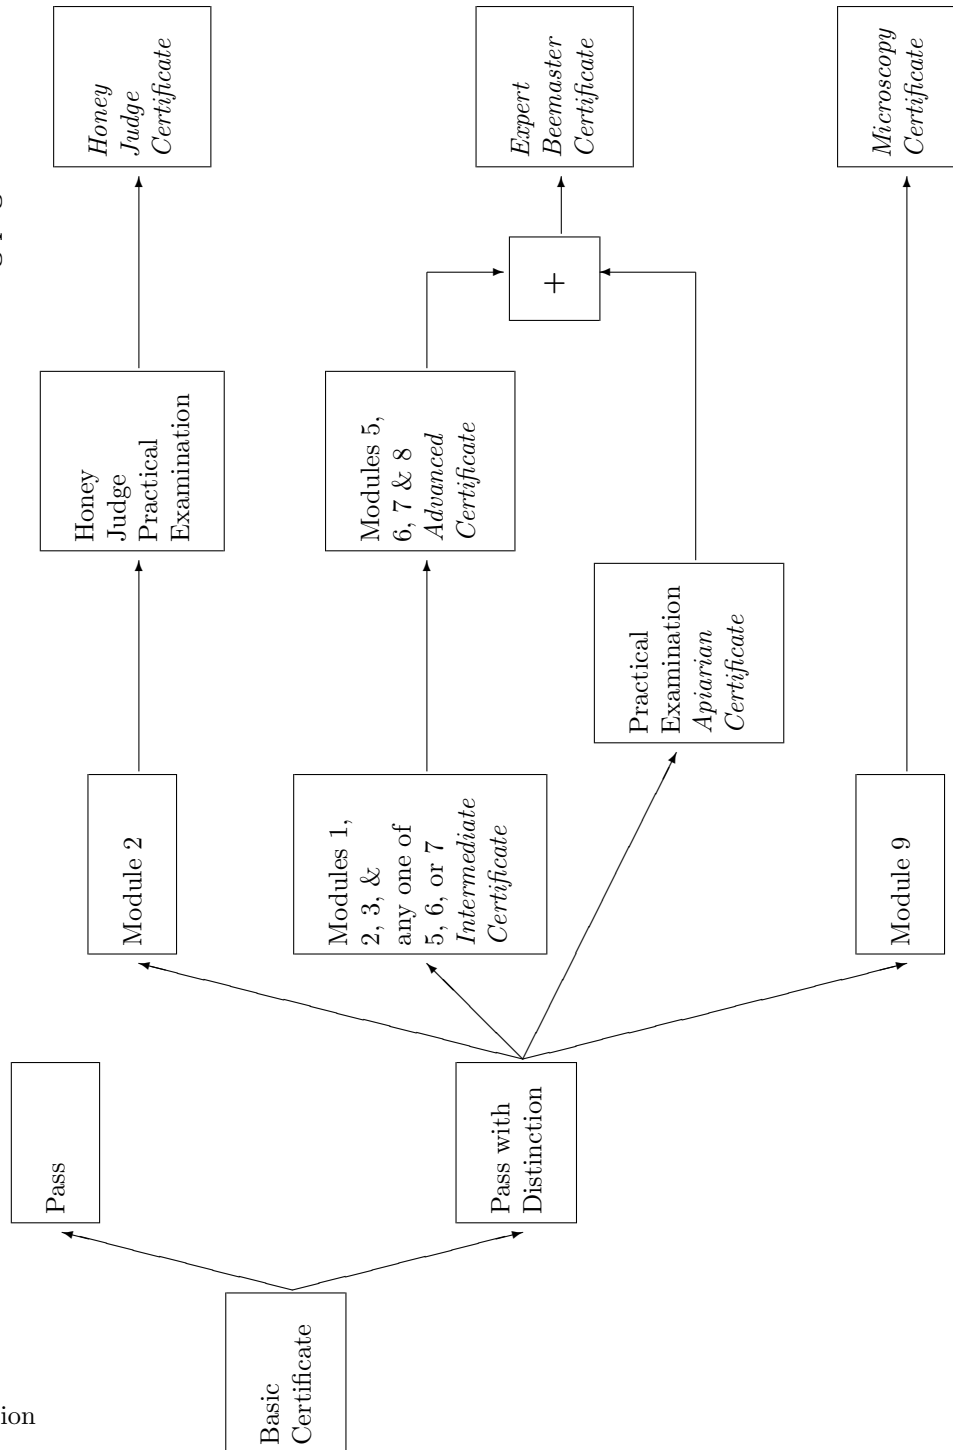 Basic
Certificate
Pass
Pass with
Distinction
Module 2
Modules 1,
2, 3, &
any one of
5, 6, or 7
Intermediate
Certificate
Practical
Examination
Apiarian
Certificate
Module 9
Honey
Judge
Practical
Examination
Modules 5,
6, 7 & 8
Advanced
Certificate
+
Honey
Judge
Certificate
Expert
Beemaster
Certificate
Microscopy
Certificate
ion